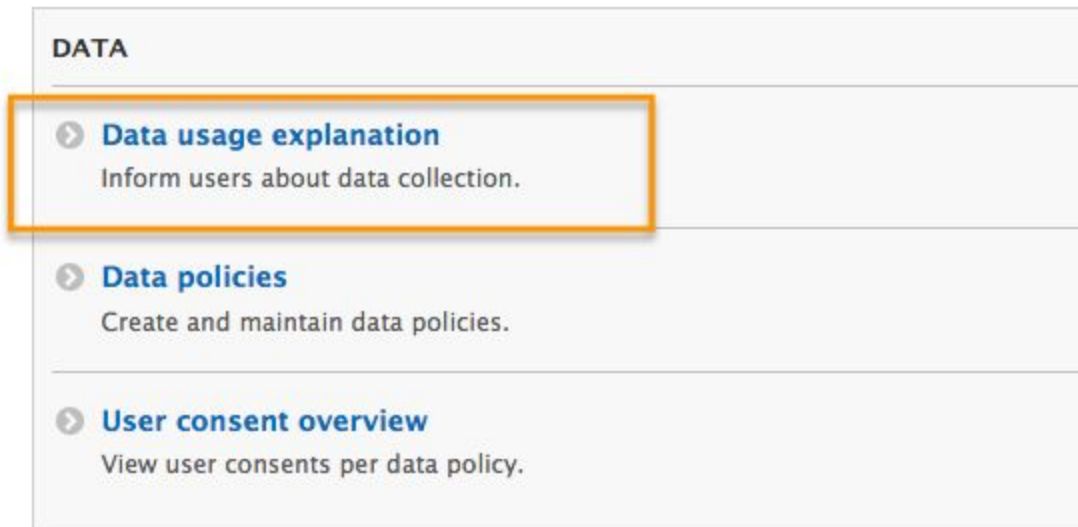 DATA
Data usage explanation
Inform users about data collection.
Data policies
Create and maintain data policies.
User consent overview
View user consents per data policy.